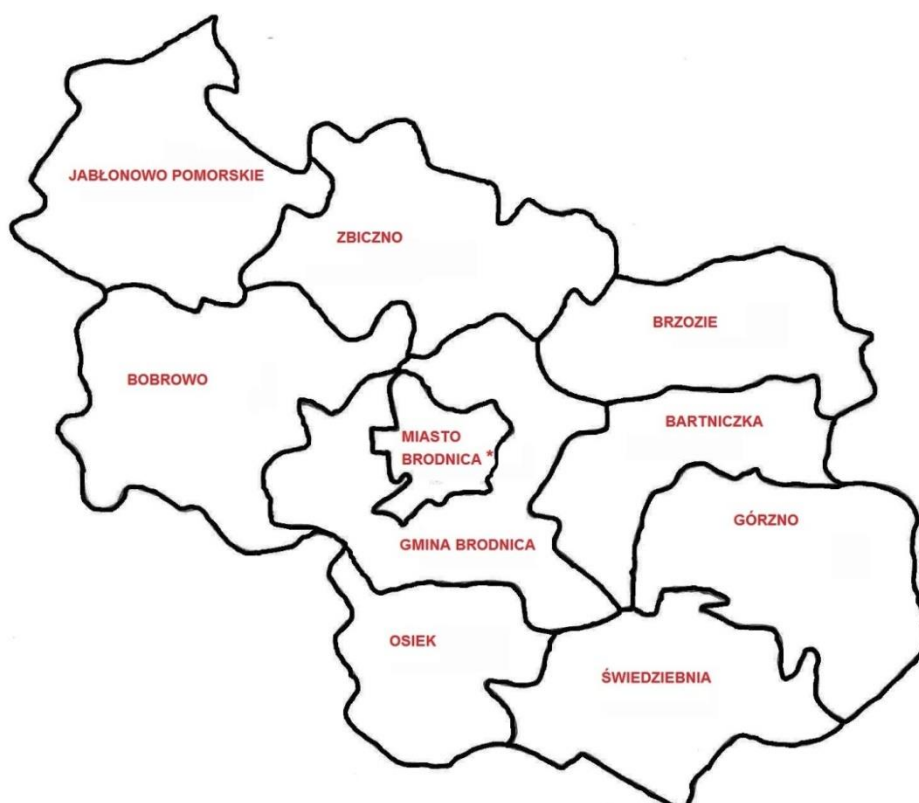 JABŁONOWO POMORSKIE
ZBICZNO
BRZOZIE
BOBROWO
BARTNICZKA
MIASTO
BRODNICA *
GÓRZNO
GMINA BRODNICA
OSIEK
ŚWIEDZIEBNIA